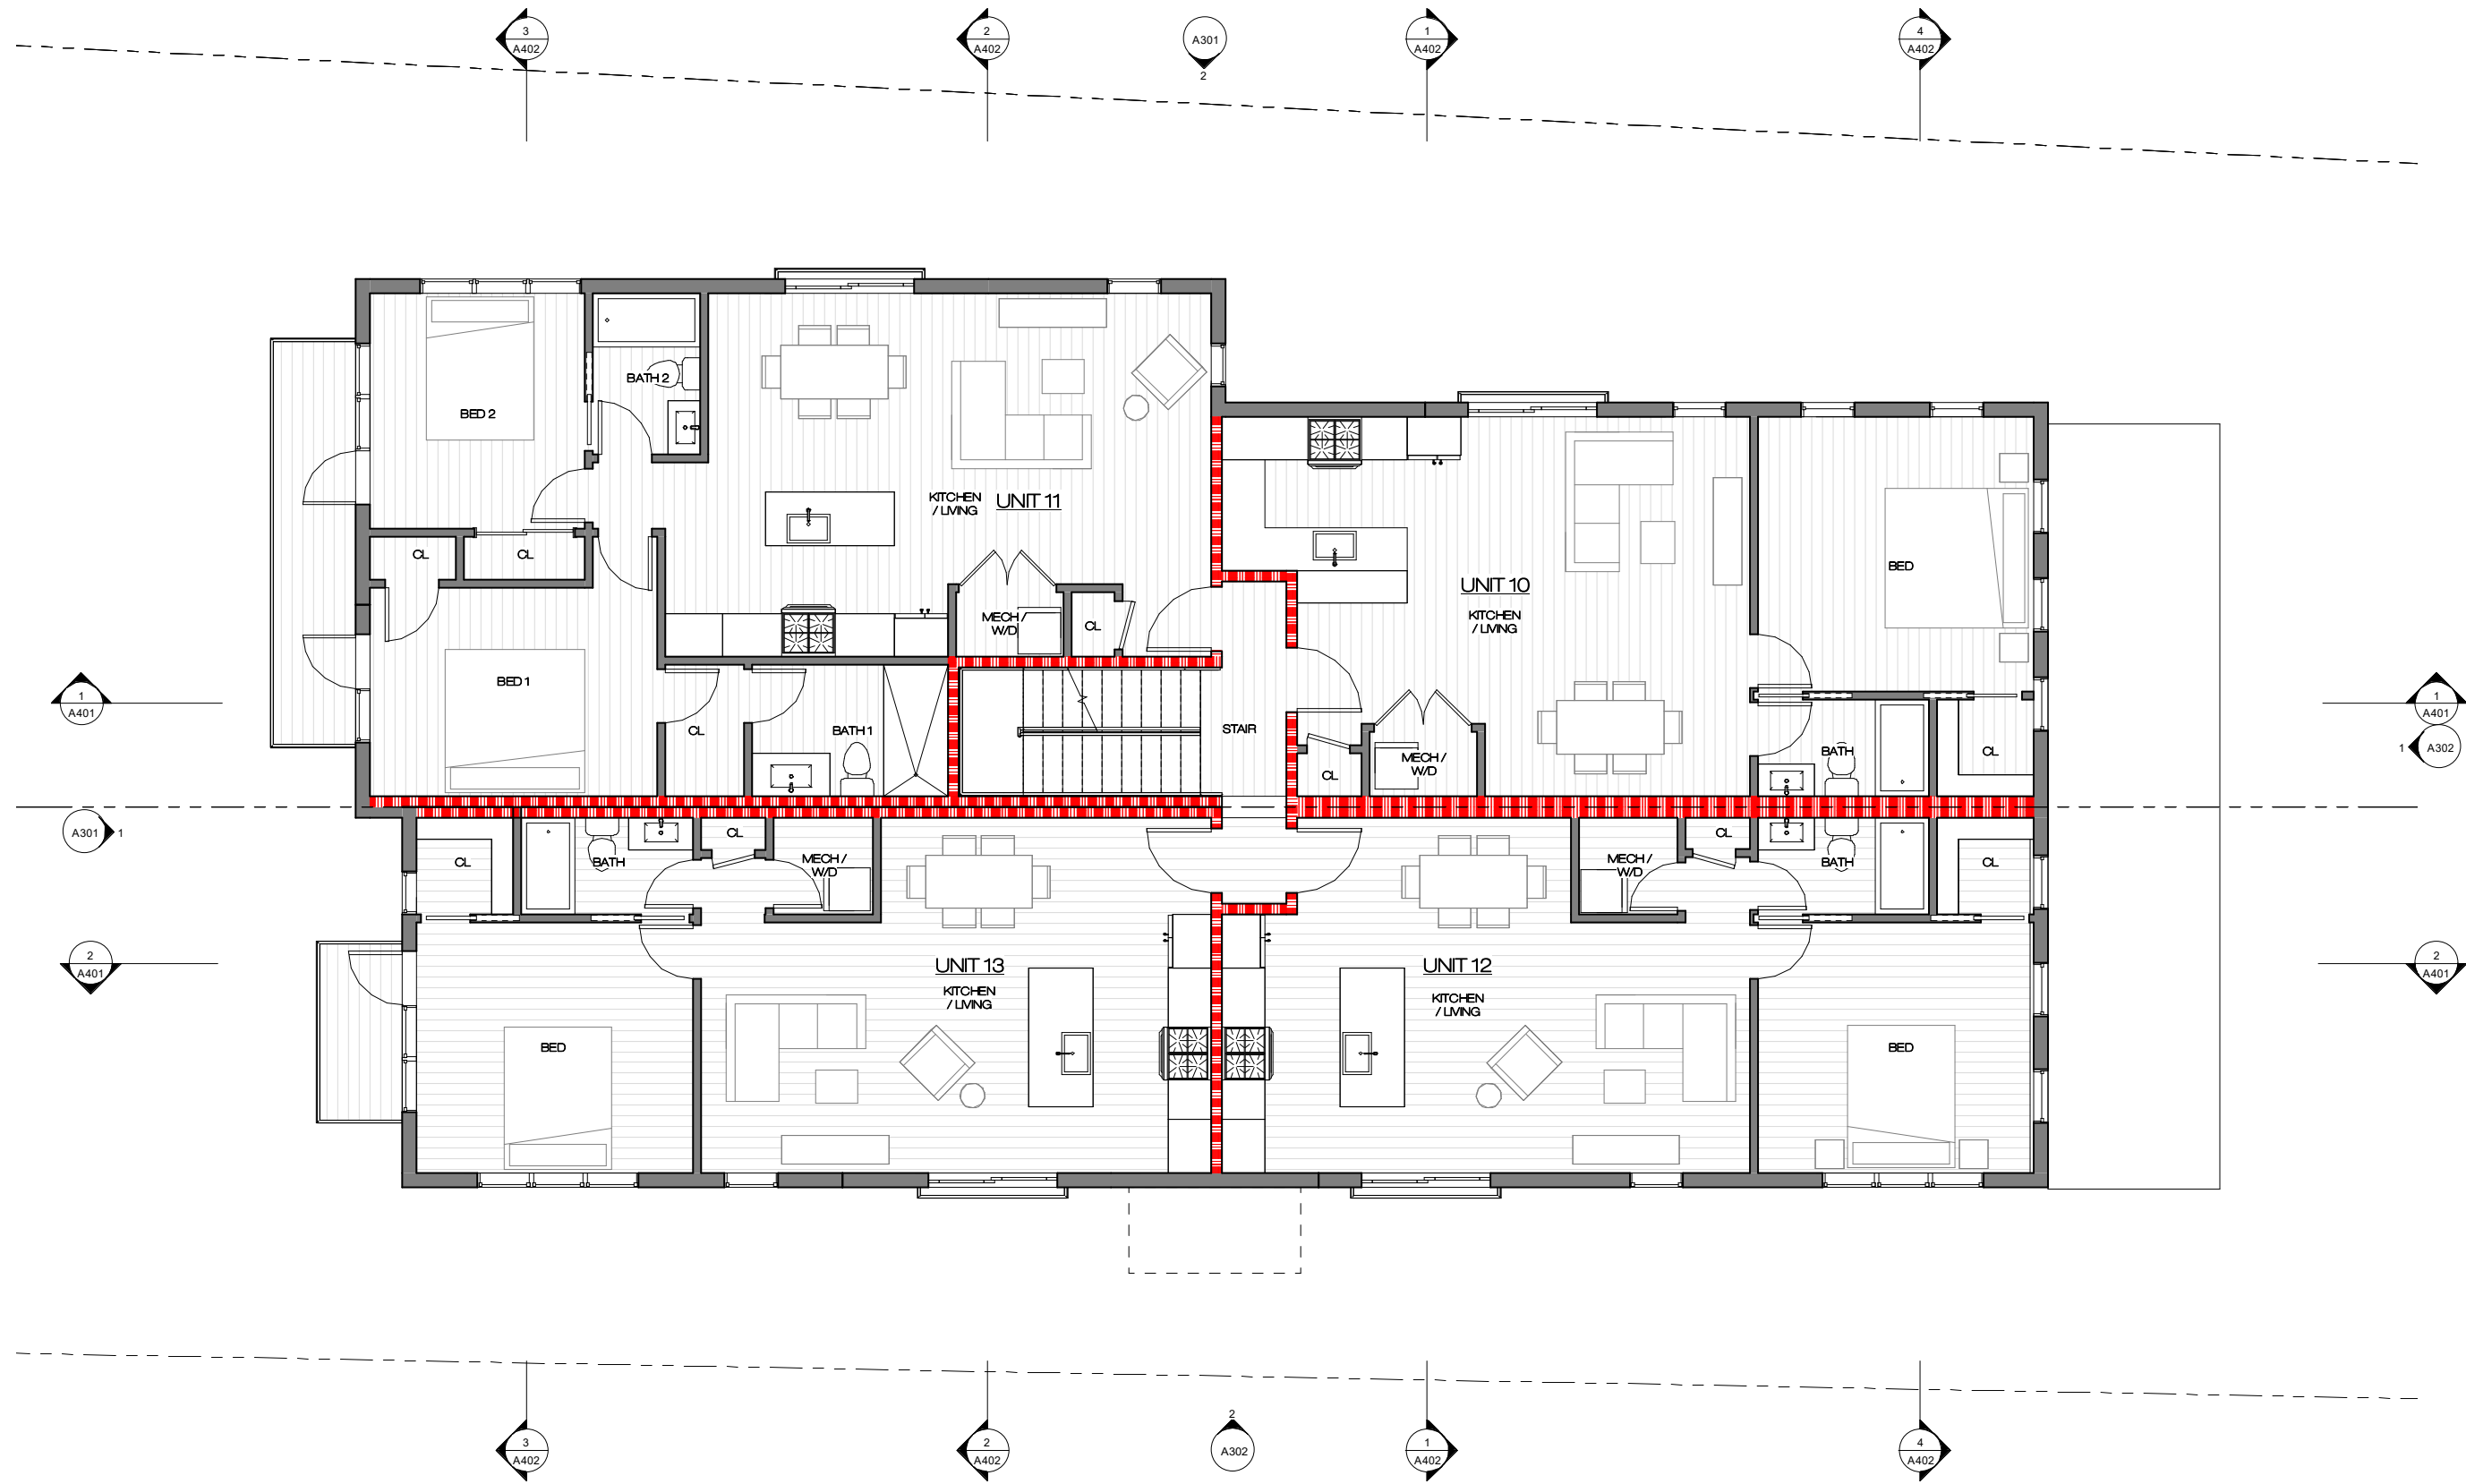 3
A402
2
A402
A301
2
1
A402
4
A402
BATH 2
BED 2
KITCHEN
/ LIVING
UNIT 11
CL
CL
BED
UNIT 10
KITCHEN
/ LIVING
MECH /
W/D
CL
BED 1
1
A401
CL
BATH 1
STAIR
CL
MECH /
W/D
BATH
CL
1
A401
1
A302
A301
1
CL
BATH
CL
MECH /
W/D
MECH /
W/D
CL
BATH
CL
2
A401
UNIT 13
KITCHEN
/ LIVING
UNIT 12
KITCHEN
/ LIVING
2
A401
BED
BED
3
A402
2
A402
2
A302
1
A402
4
A402